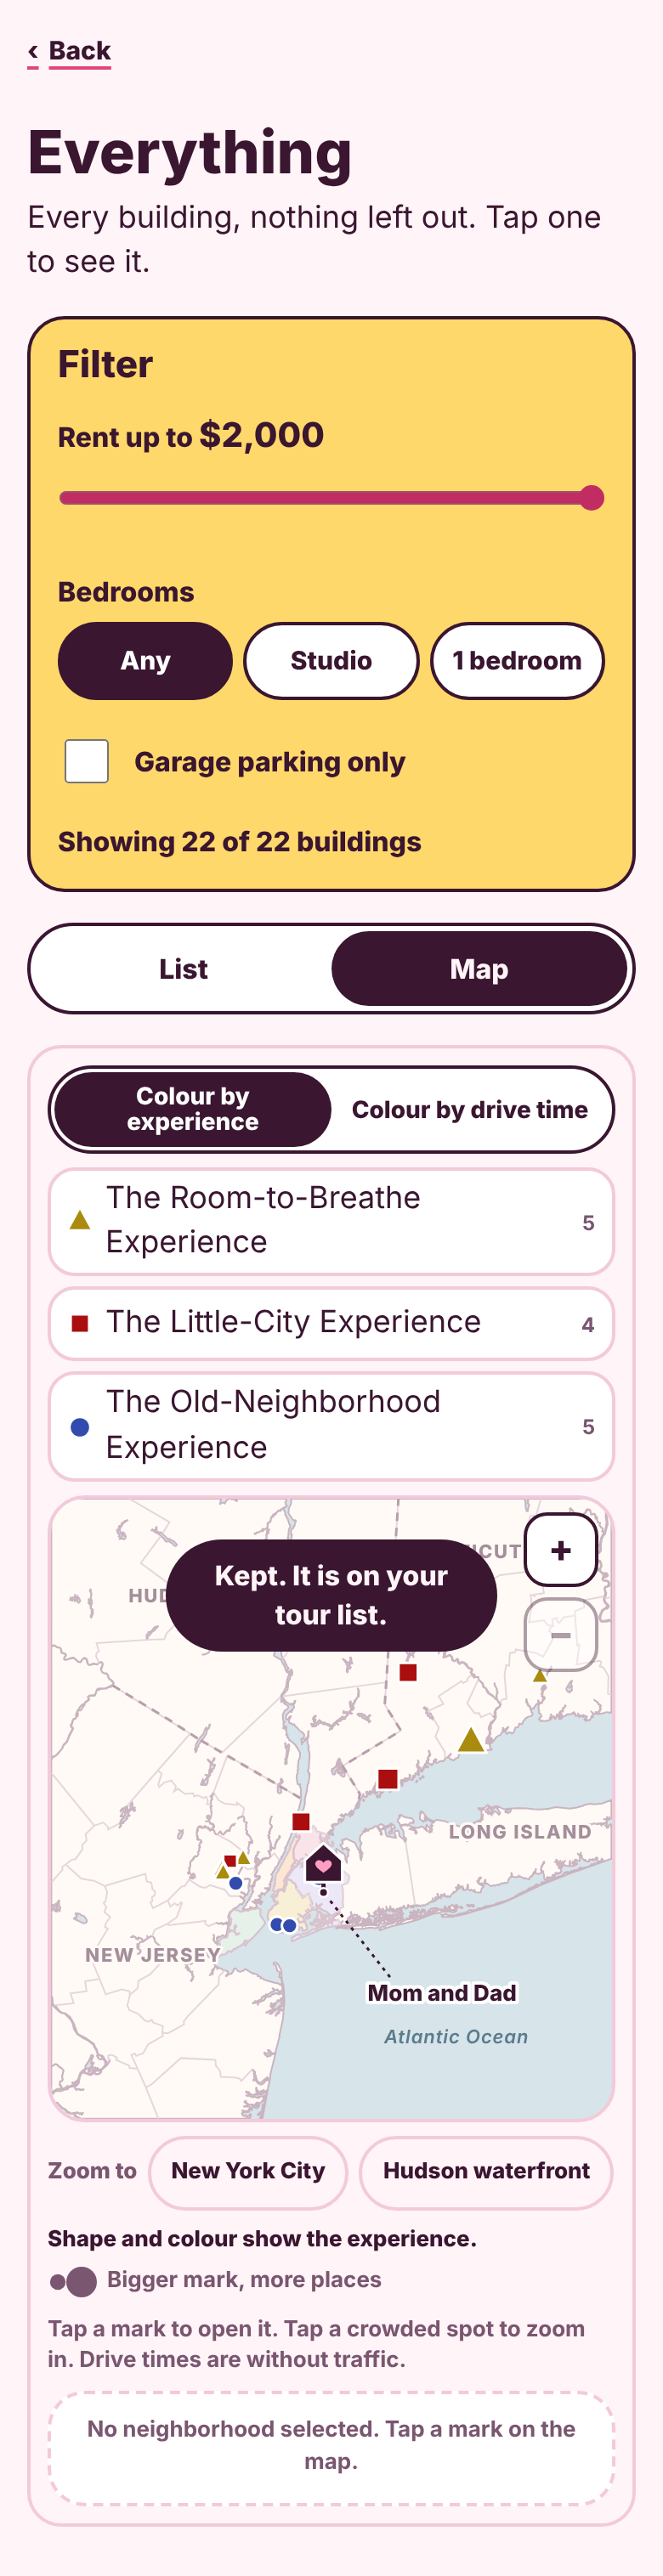 ‹ Back
Everything
Every building, nothing left out. Tap one
to see it.
Filter
Rent up to $2,000
Bedrooms
Any
Studio
1 bedroom
Garage parking only
Showing 22 of 22 buildings
List
Map
Colour by
experience
Colour by drive time
The Room-to-Breathe
Experience
5
The Little-City Experience
4
The Old-Neighborhood
Experience
5
Kept. It is on your
tour list.
+
−
LONG ISLAND
NEW JERSEY
Mom and Dad
Atlantic Ocean
Zoom to
New York City
Hudson waterfront
Shape and colour show the experience.
Bigger mark, more places
Tap a mark to open it. Tap a crowded spot to zoom
in. Drive times are without traffic.
No neighborhood selected. Tap a mark on the
map.